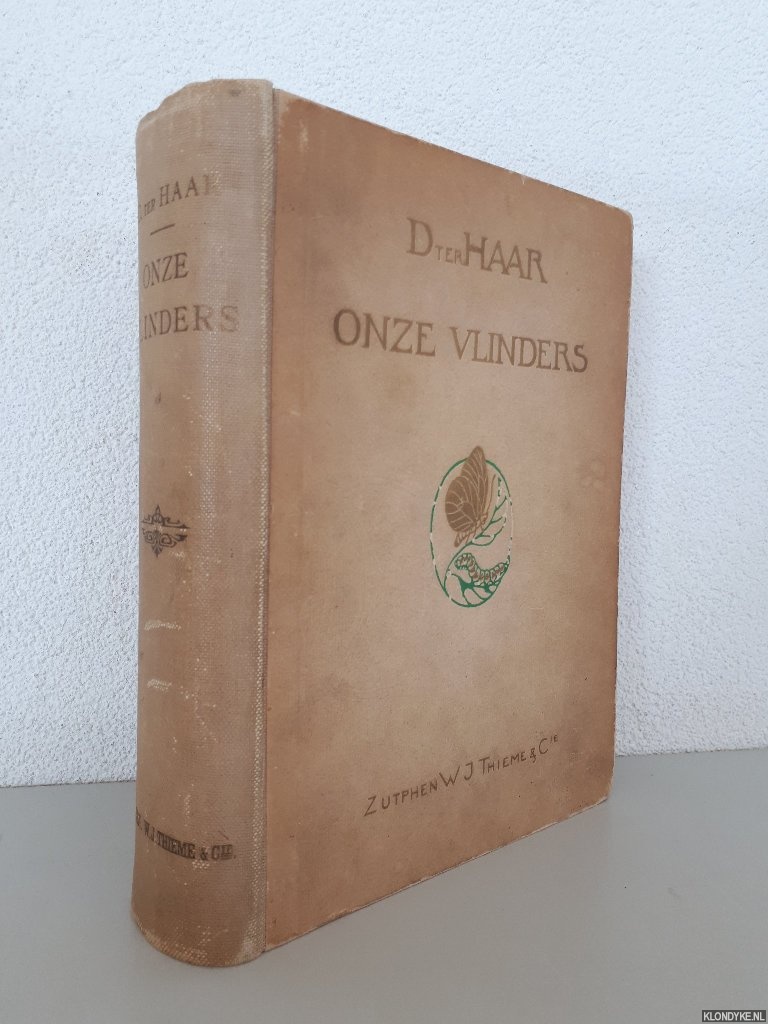 TER HAAR
ONZE
VLINDERS
W.J. THIEME & CIE.
D TER HAAR
ONZE VLINDERS
ZUTPHEN W J THIEME & CIE
KLONDYKE.NL